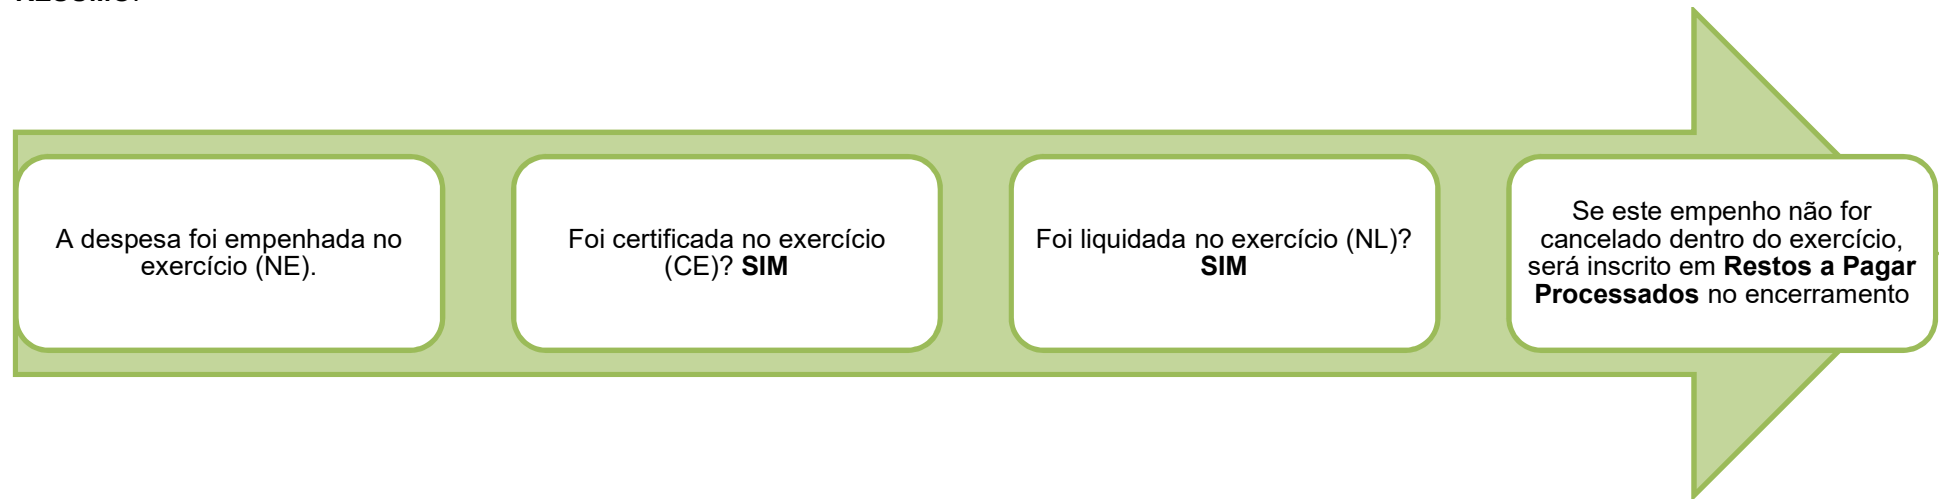 A despesa foi empenhada no
exercício (NE).
Foi certificada no exercício
(CE)? SIM
Foi liquidada no exercício (NL)?
SIM
Se este empenho não for
cancelado dentro do exercício,
será inscrito em Restos a Pagar
Processados no encerramento